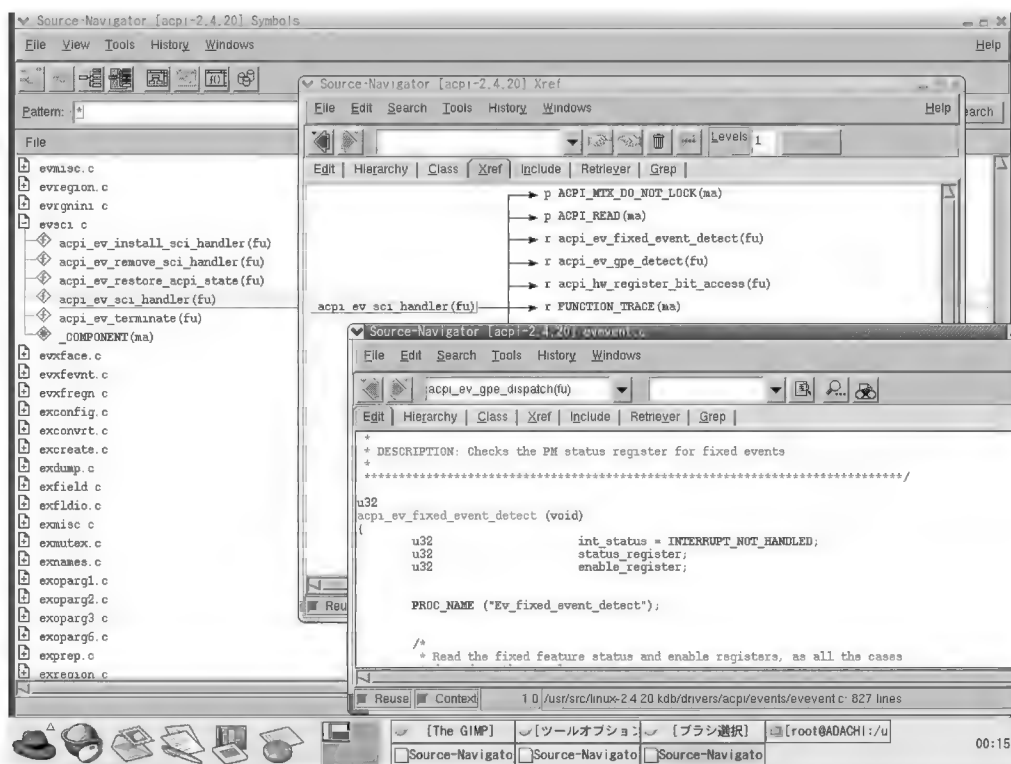 Source-Navigator [acpi-2.4.20] Symbols
File View Tools History Windows Help
Pattern: *
earch
File
evmisc.c
evregion.c
evrgnini.c
evsci c
acpi_ev_install_sci_handler(fu)
acpi_ev_remove_sci_handler(fu)
acpi_ev_restore_acpi_state(fu)
acpi_ev_sci_handler(fu)
acpi_ev_terminate(fu)
_COMPONENT(ma)
evxface.c
evxfevnt.c
evxfregn c
exconfig.c
exconvrt.c
excreate.c
exdump.c
exfield c
exfldio.c
exmisc c
exmutex.c
exnames.c
exoparg1.c
exoparg2.c
exoparg3 c
exoparg6.c
exprep.c
exregion.c
Source-Navigator [acpi-2.4.20] Xref
File Edit Search Tools History Windows Help
Levels 1
Edit Hierarchy Class Xref Include Retriever Grep
p ACPI_MTX_DO_NOT_LOCK(ma)
p ACPI_READ(ma)
r acpi_ev_fixed_event_detect(fu)
r acpi_ev_gpe_detect(fu)
r acpi_hw_register_bit_access(fu)
acpi_ev_sci_handler(fu)
r FUNCTION_TRACE(ma)
Reu
Source-Navigator [acpi-2.4.20] evevent.c
File Edit Search Tools History Windows
acpi_ev_gpe_dispatch(fu)
Edit Hierarchy Class Xref Include Retriever Grep
*
* DESCRIPTION: Checks the PM status register for fixed events
*
******************************************************************************/
u32
acpi_ev_fixed_event_detect (void)
{
u32 int_status = INTERRUPT_NOT_HANDLED;
u32 status_register;
u32 enable_register;
PROC_NAME ("Ev_fixed_event_detect");
/*
* Read the fixed feature status and enable registers, as all the cases
Reuse Context 1 0 /usr/src/linux-2 4 20 kdb/drivers/acpi/events/evevent c· 827 lines
[The GIMP] [ツールオプション [ブラシ選択] [root@ADACHI:/u
Source-Navigato Source-Navigato Source-Navigato
00:15